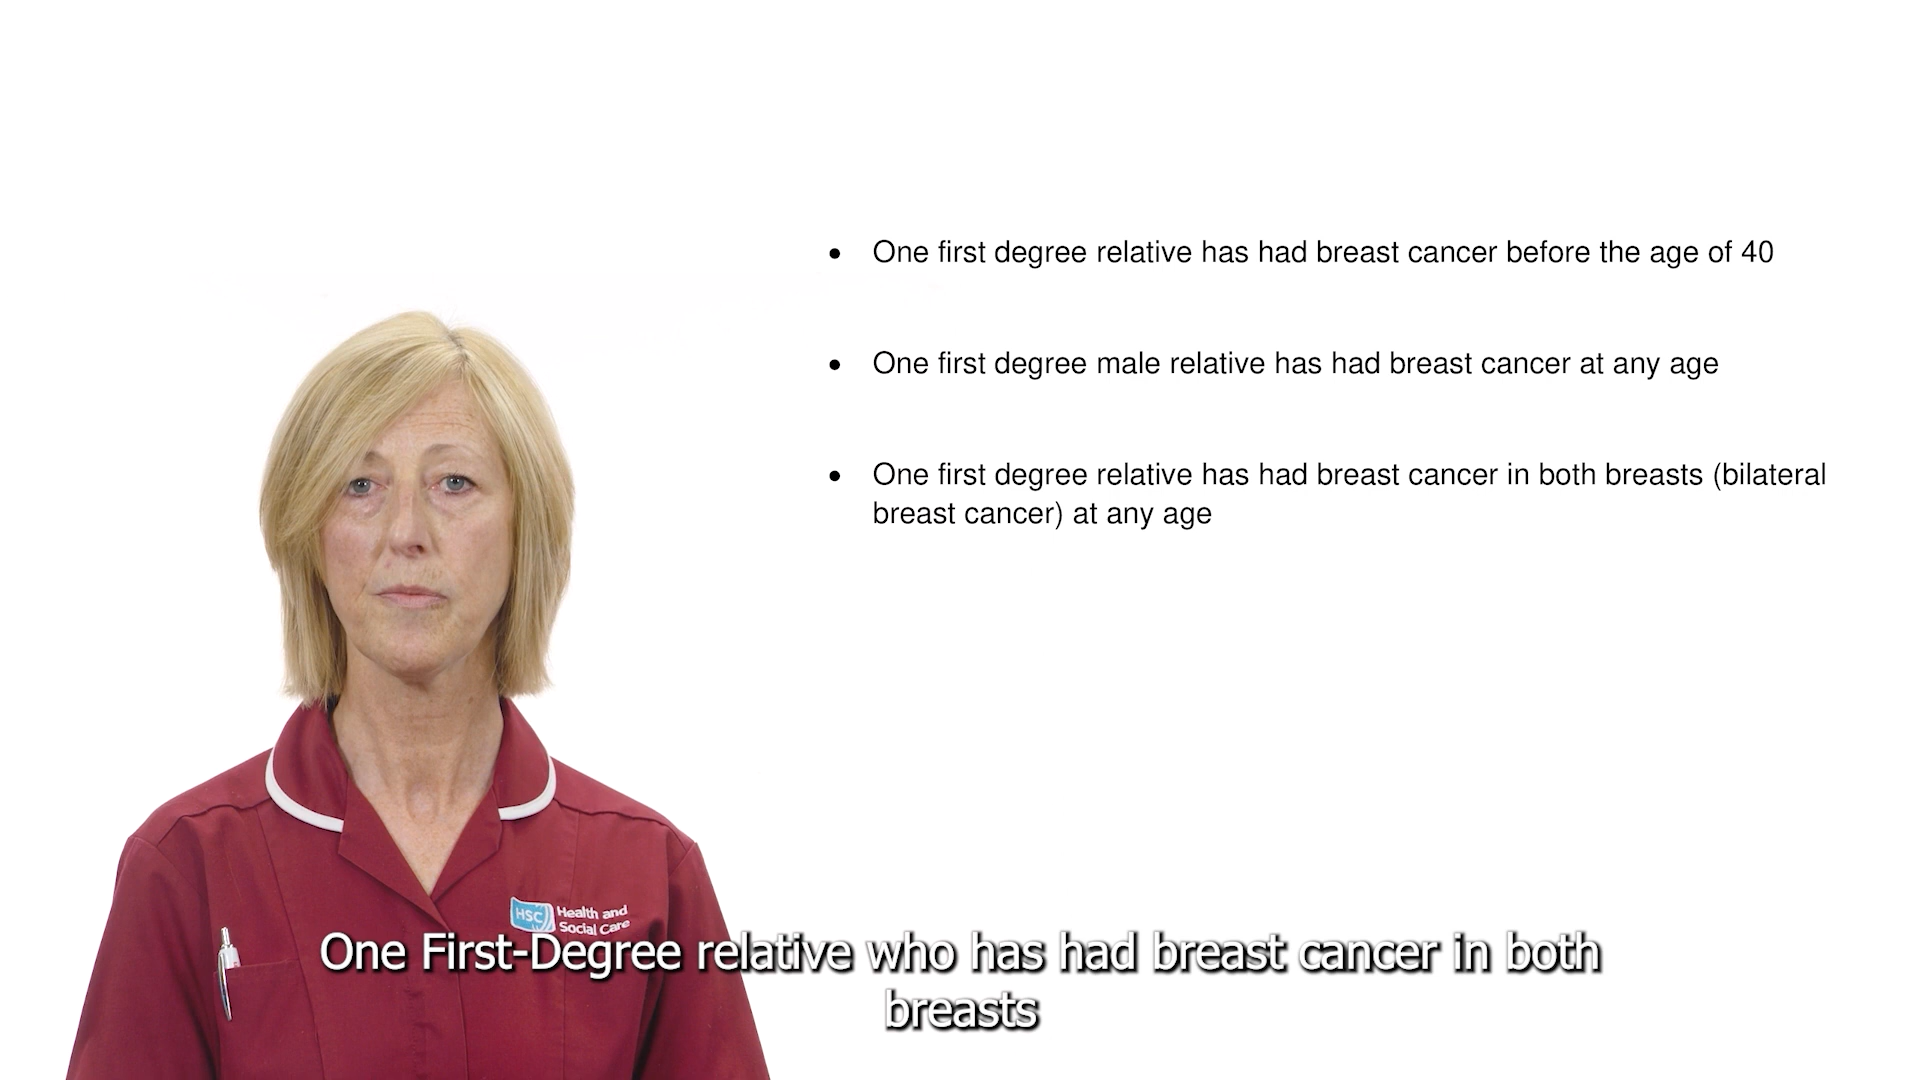 • One first degree relative has had breast cancer before the age of 40
• One first degree male relative has had breast cancer at any age
• One first degree relative has had breast cancer in both breasts (bilateral
breast cancer) at any age
HSC Health and
Social Care
One First-Degree relative who has had breast cancer in both
breasts